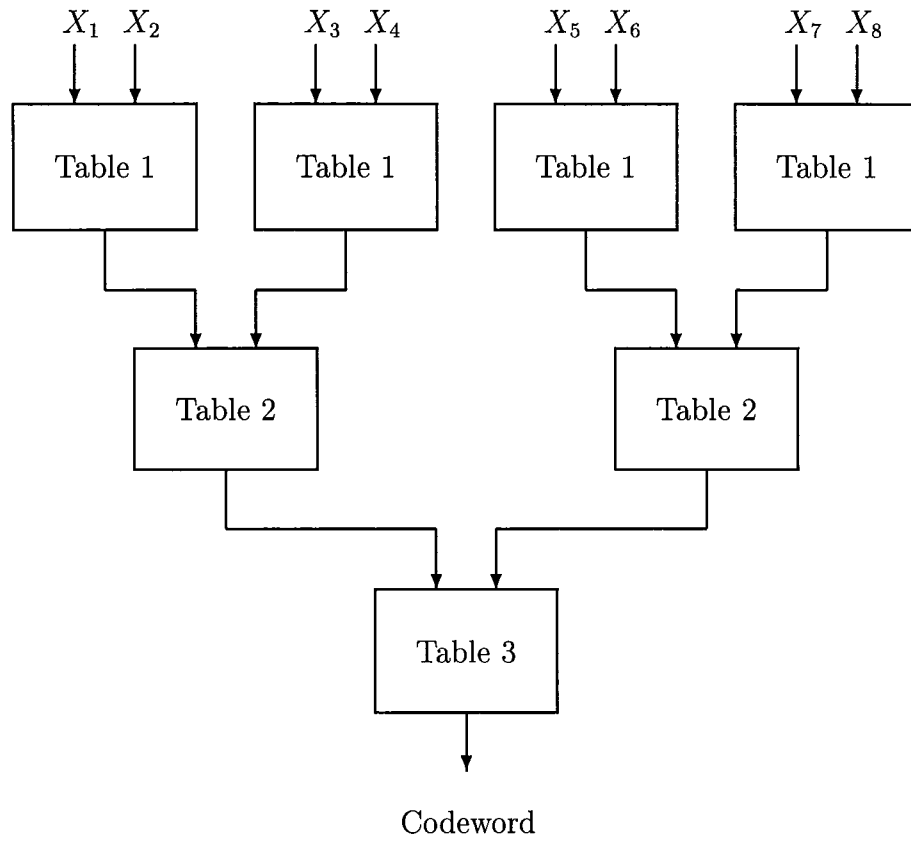 X₁ X₂ X₃ X₄ X₅ X₆ X₇ X₈
Table 1 Table 1 Table 1 Table 1
Table 2 Table 2
Table 3
Codeword